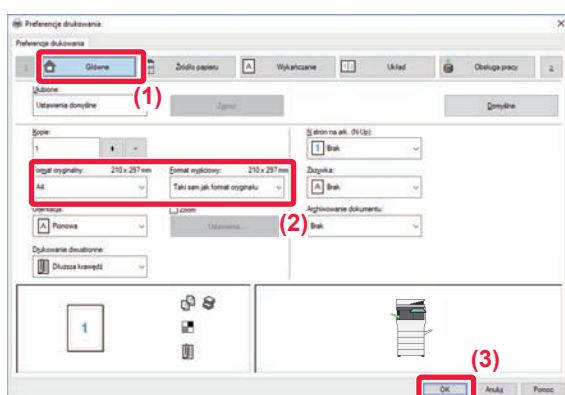 Preferencje drukowania
Preferencje drukowania
Główne
Źródło papieru
Wykańczanie
Układ
Obsługa pracy
(1)
Ulubione:
Ustawienia domyślne
Zapisz
Domyślne
Kopie:
1
+ -
N stron na ark. (N-Up):
1 Brak
Format oryginalny: 210 x 297 mm
Format wyjściowy: 210 x 297 mm
A4
Taki sam jak format oryginału
Zszywka:
A Brak
Orientacja:
Zoom
(2)
Archiwowanie dokumentu:
A Pionowa
Ustawienia...
Brak
Drukowanie dwustronne:
Dłuższa krawędź
1
(3)
OK
Anuluj
Pomoc